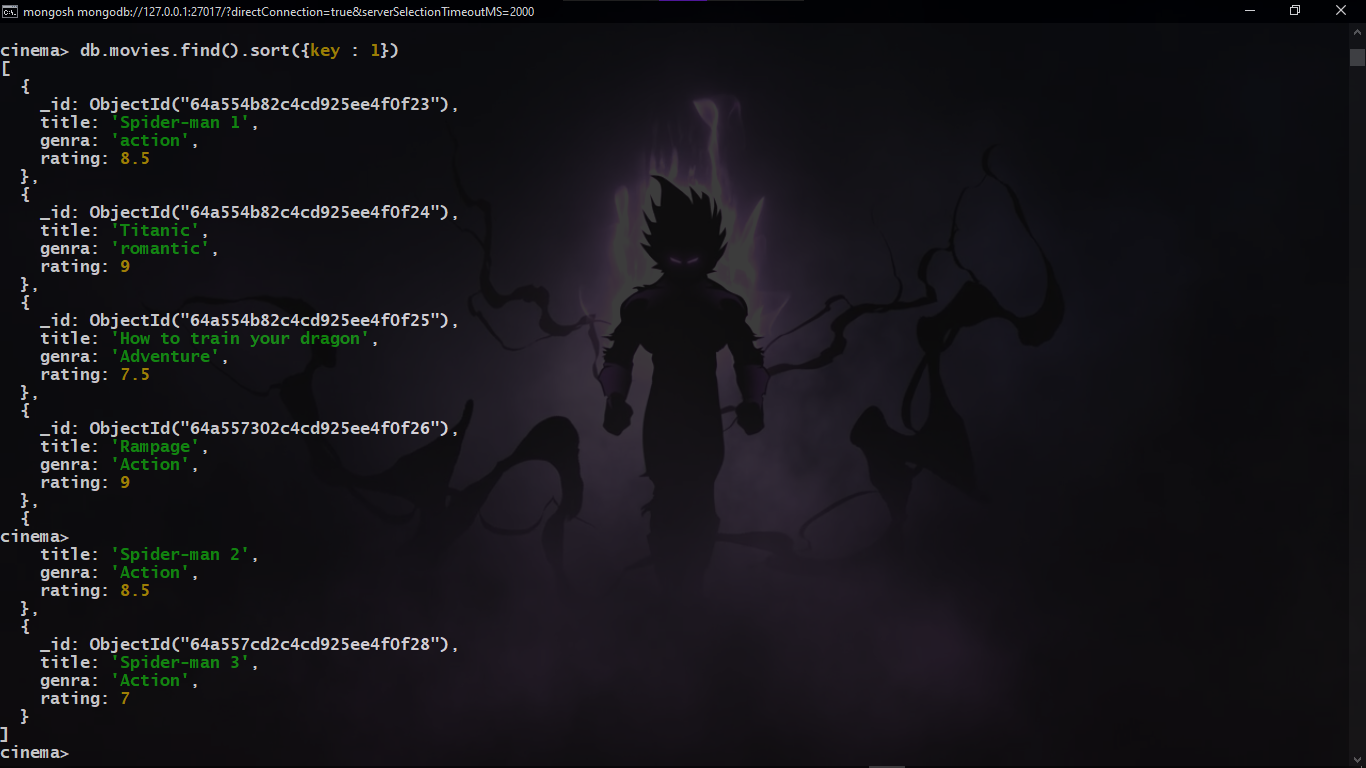 mongosh mongodb://127.0.0.1:27017/?directConnection=true&serverSelectionTimeoutMS=2000
cinema> db.movies.find().sort({key : 1})
[
  {
    _id: ObjectId("64a554b82c4cd925ee4f0f23"),
    title: 'Spider-man 1',
    genra: 'action',
    rating: 8.5
  },
  {
    _id: ObjectId("64a554b82c4cd925ee4f0f24"),
    title: 'Titanic',
    genra: 'romantic',
    rating: 9
  },
  {
    _id: ObjectId("64a554b82c4cd925ee4f0f25"),
    title: 'How to train your dragon',
    genra: 'Adventure',
    rating: 7.5
  },
  {
    _id: ObjectId("64a557302c4cd925ee4f0f26"),
    title: 'Rampage',
    genra: 'Action',
    rating: 9
  },
  {
cinema>
    title: 'Spider-man 2',
    genra: 'Action',
    rating: 8.5
  },
  {
    _id: ObjectId("64a557cd2c4cd925ee4f0f28"),
    title: 'Spider-man 3',
    genra: 'Action',
    rating: 7
  }
]
cinema>